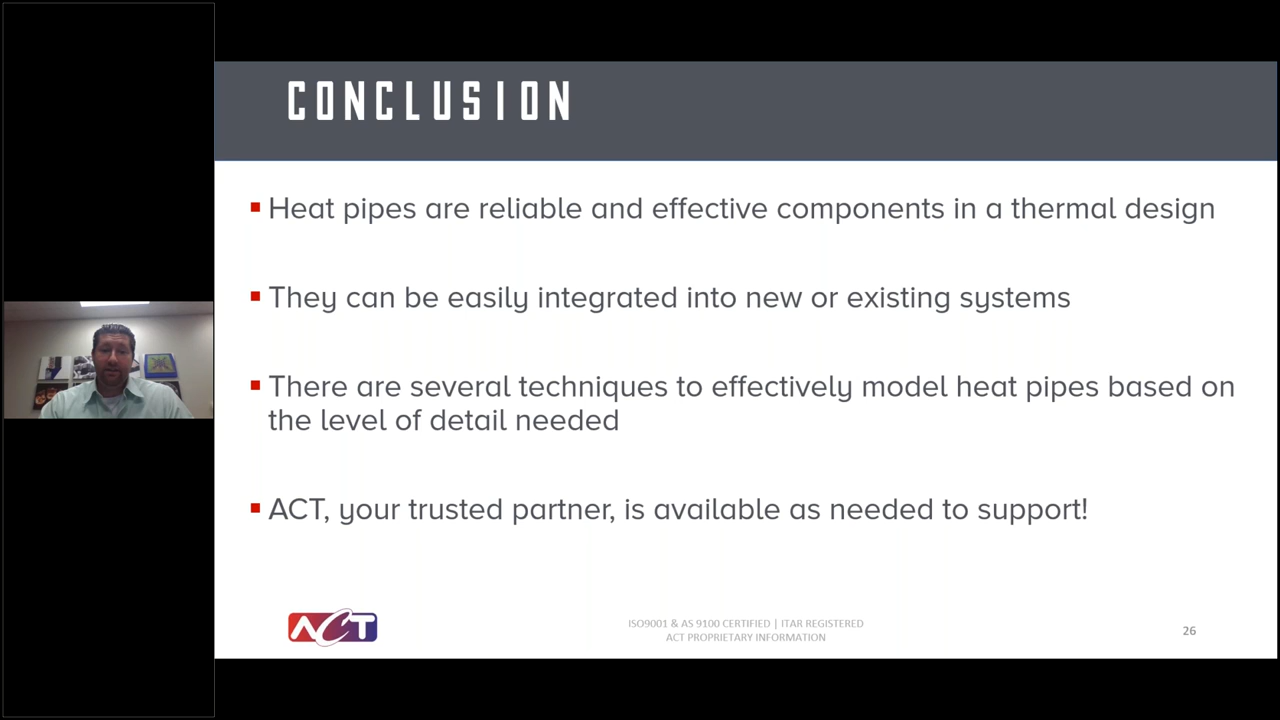 CONCLUSION
Heat pipes are reliable and effective components in a thermal design
They can be easily integrated into new or existing systems
There are several techniques to effectively model heat pipes based on
the level of detail needed
ACT, your trusted partner, is available as needed to support!
ACT
ISO9001 & AS 9100 CERTIFIED | ITAR REGISTERED
ACT PROPRIETARY INFORMATION
26